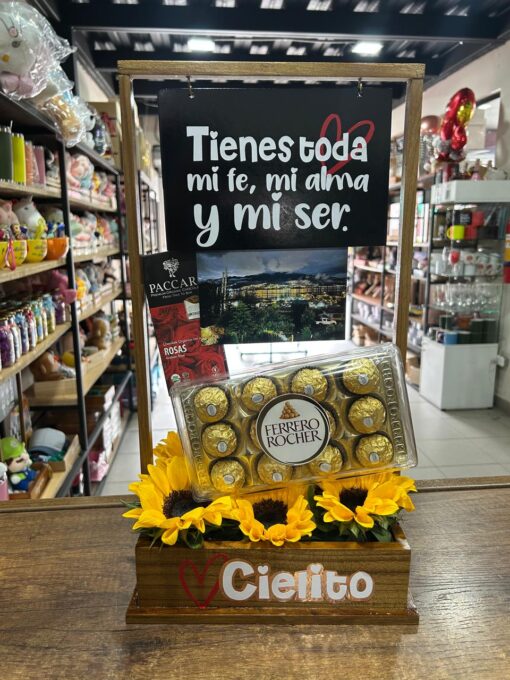 Tienes toda
mi fe, mi alma
y mi ser.
PACCARI
ROSAS
FERRERO
ROCHER
Cielito